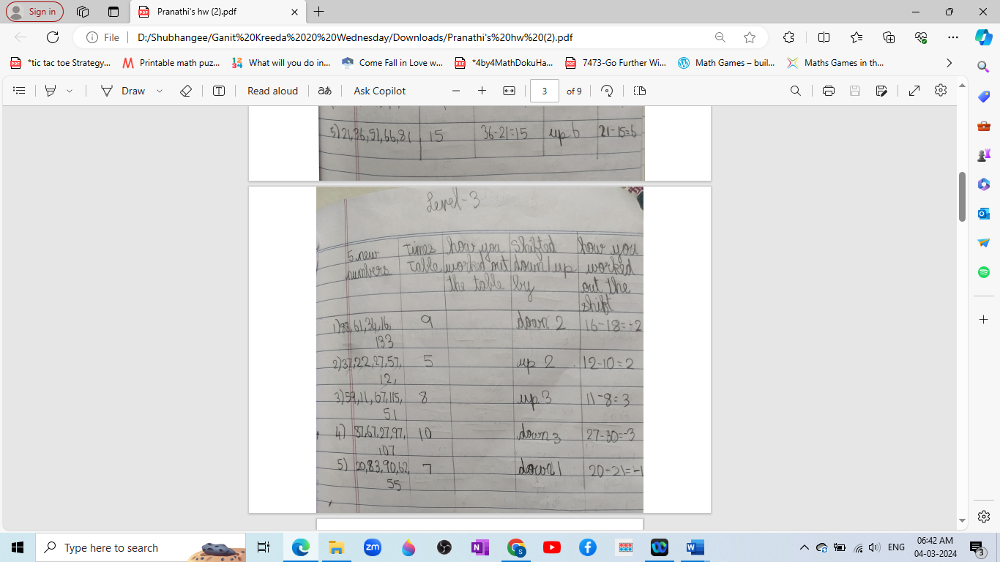 Sign in
Pranathi's hw (2).pdf
File
D:/Shubhangee/Ganit%20Kreeda%2020%20Wednesday/Downloads/Pranathi's%20hw%20(2).pdf
*tic tac toe Strategy...
Printable math puz...
What will you do in...
Come Fall in Love w...
*4by4MathDokuHa...
7473-Go Further Wi...
Math Games – buil...
Maths Games in th...
Draw
Read aloud
Ask Copilot
3
of 9
5) 21,36,51,66,81 15 36-21=15 up 6 21-15=6
Level-3
5 new numbers
Times Table
how you worked out the table
shifted down/up by
how you worked out the shift
1) 88,61,34,16, 9 down 2 16-18=-2
133
2) 37,22,27,57, 5 up 2 12-10=2
12,
3) 59,11,67,115, 8 up 3 11-8=3
51
4) 67,27,97, 10 down 3 27-30=-3
107
5) 20,83,90,62, 7 down 1 20-21=-1
55
Type here to search
ENG
06:42 AM
04-03-2024
3